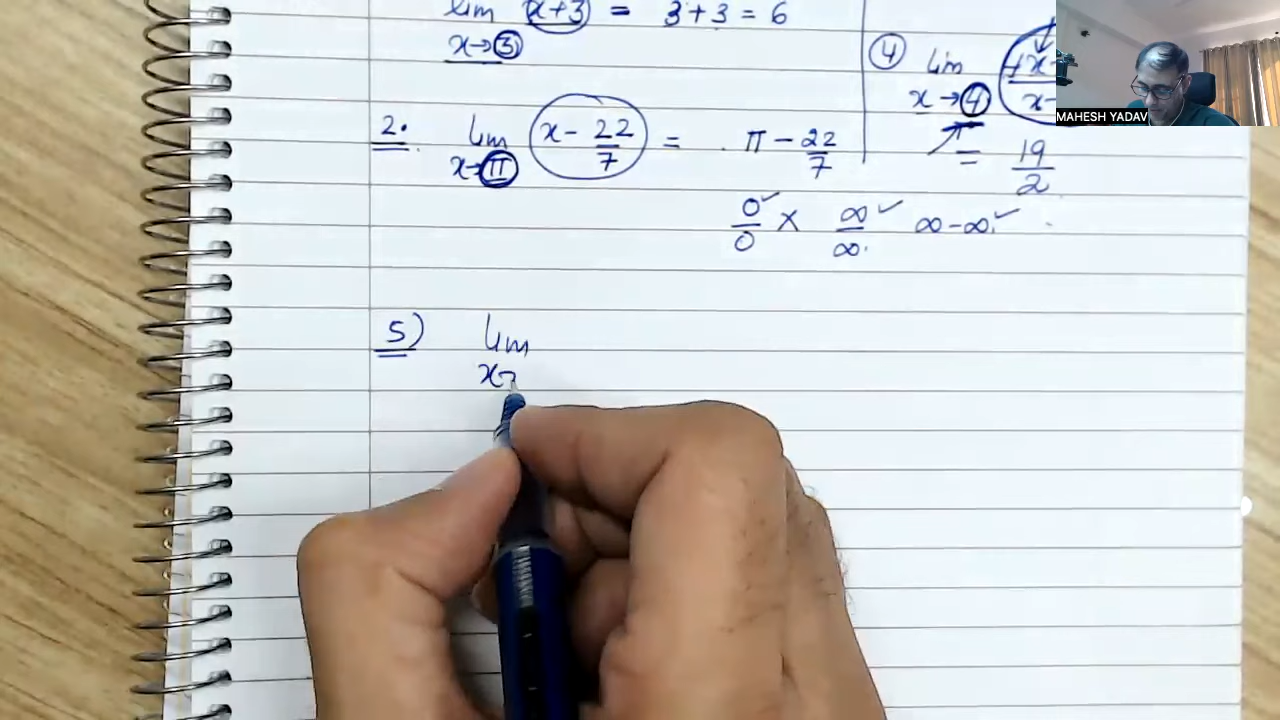 lim (x+3) = 3+3 = 6
x→3
2. lim x - 22/7 = π - 22/7
x→π
0/0 ✓ × ∞/∞ ✓ ∞-∞ ✓
④ lim
x→4
= 19/2
5) lim
x→
MAHESH YADAV